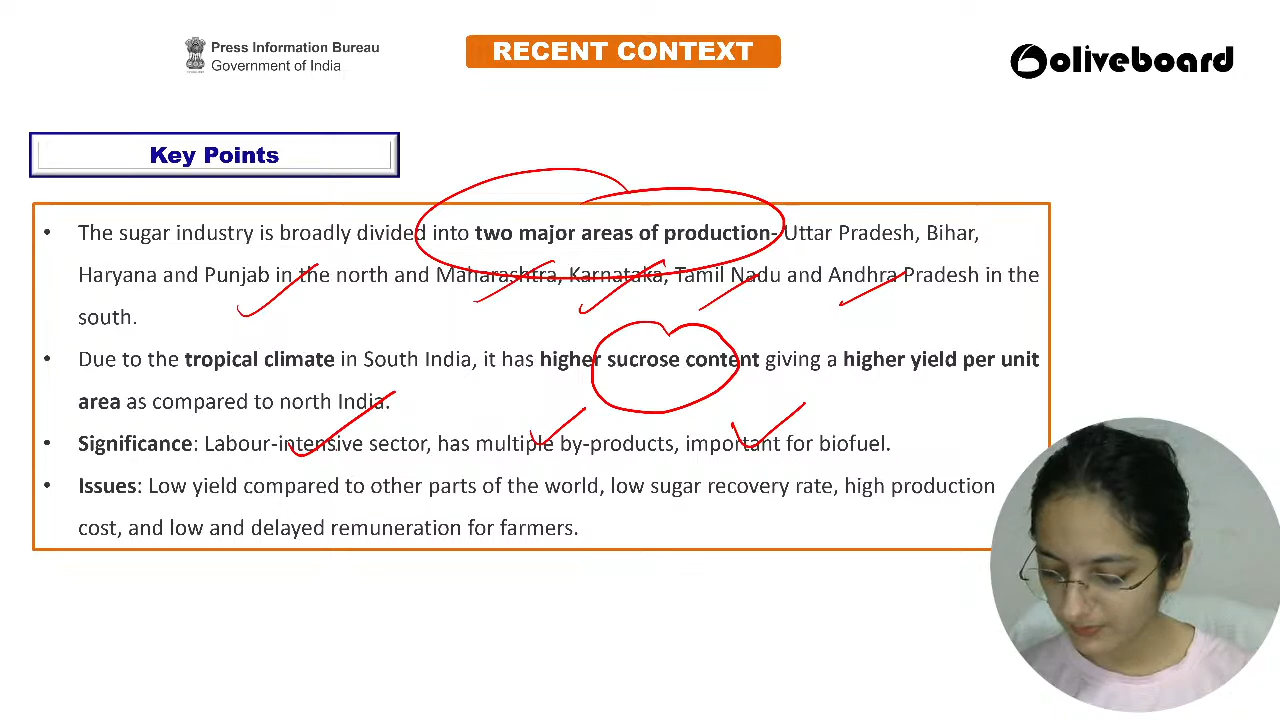 Press Information Bureau
Government of India
RECENT CONTEXT
oliveboard
Key Points
• The sugar industry is broadly divided into two major areas of production- Uttar Pradesh, Bihar,
Haryana and Punjab in the north and Maharashtra, Karnataka, Tamil Nadu and Andhra Pradesh in the
south.
• Due to the tropical climate in South India, it has higher sucrose content giving a higher yield per unit
area as compared to north India.
• Significance: Labour-intensive sector, has multiple by-products, important for biofuel.
• Issues: Low yield compared to other parts of the world, low sugar recovery rate, high production
cost, and low and delayed remuneration for farmers.